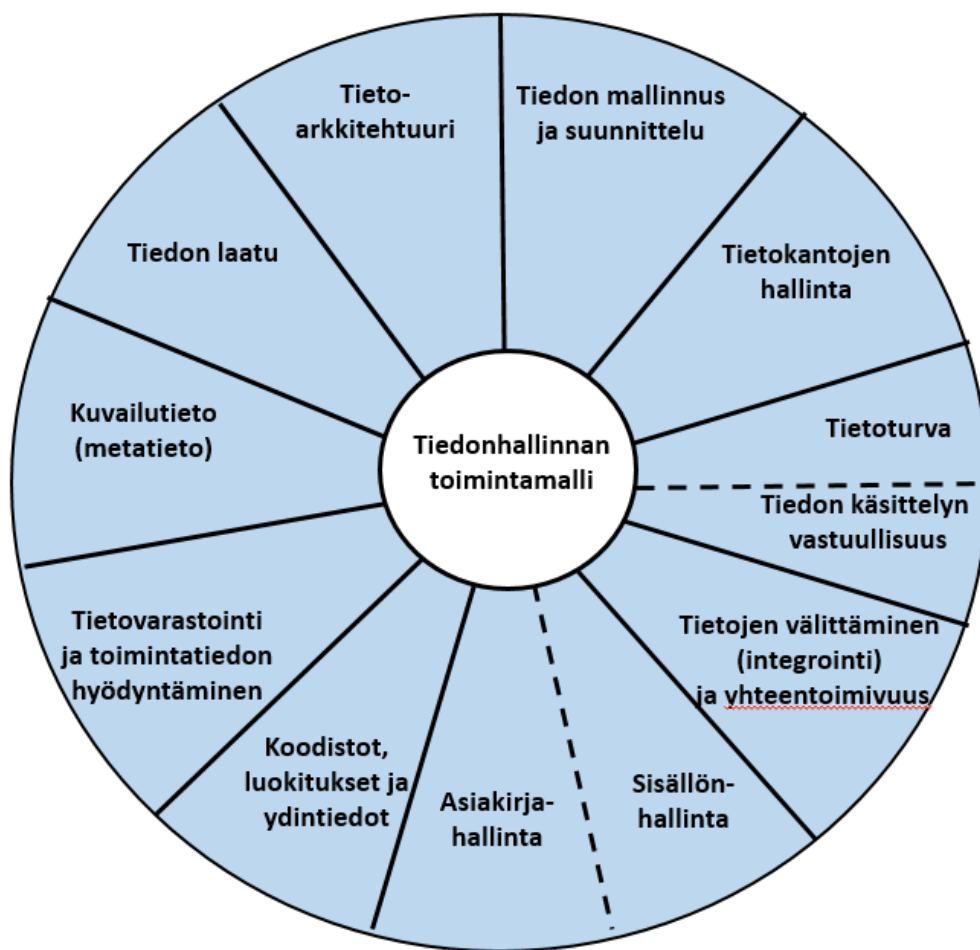 Tieto-
arkkitehtuuri
Tiedon mallinnus
ja suunnittelu
Tietokantojen
hallinta
Tietoturva
Tiedon käsittelyn
vastuullisuus
Tietojen välittäminen
(integrointi)
ja yhteentoimivuus
Sisällön-
hallinta
Asiakirja-
hallinta
Koodistot,
luokitukset ja
ydintiedot
Tietovarastointi
ja toimintatiedon
hyödyntäminen
Kuvailutieto
(metatieto)
Tiedon laatu
Tiedonhallinnan
toimintamalli